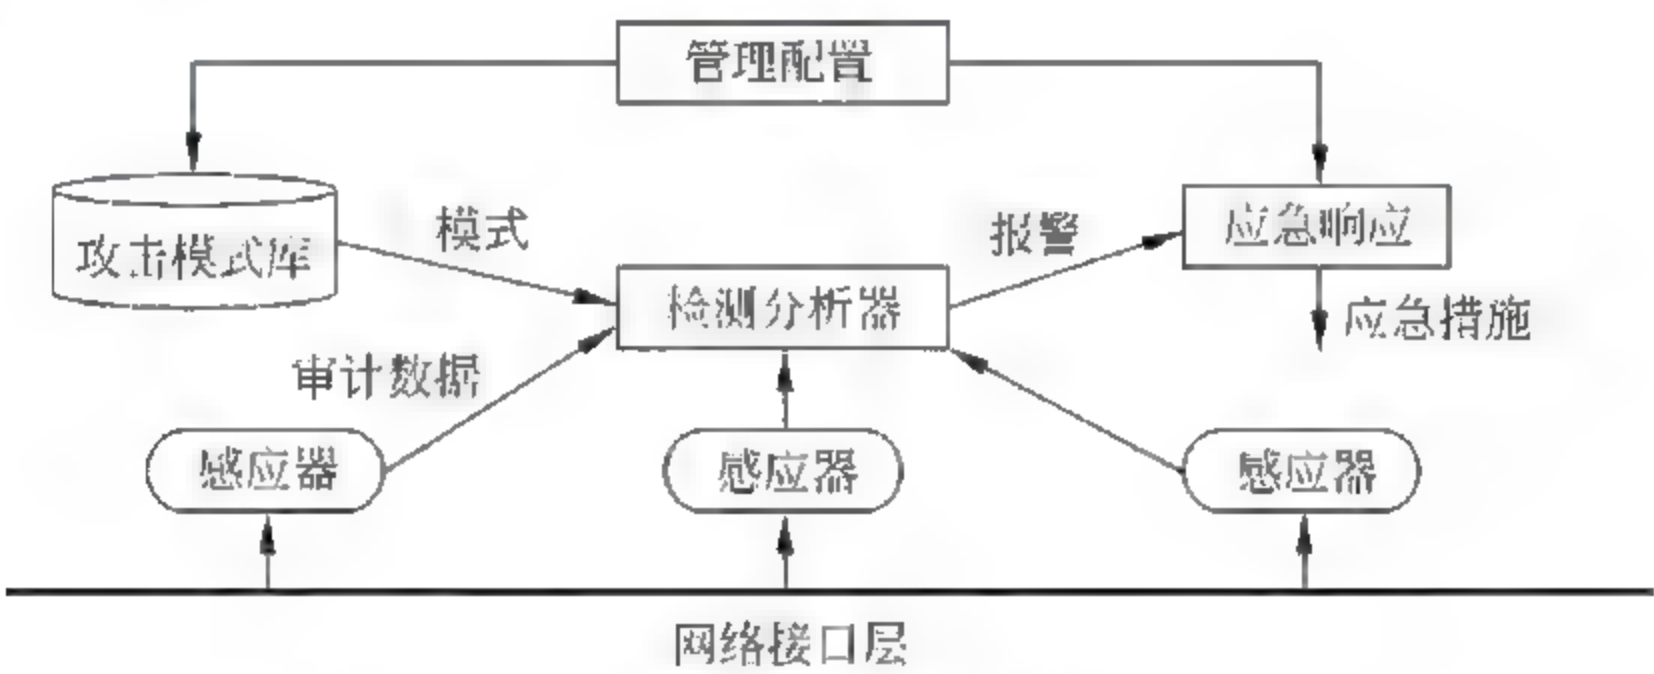 管理配置
攻击模式库
模式
报警
应急响应
检测分析器
应急措施
审计数据
感应器
感应器
感应器
网络接口层